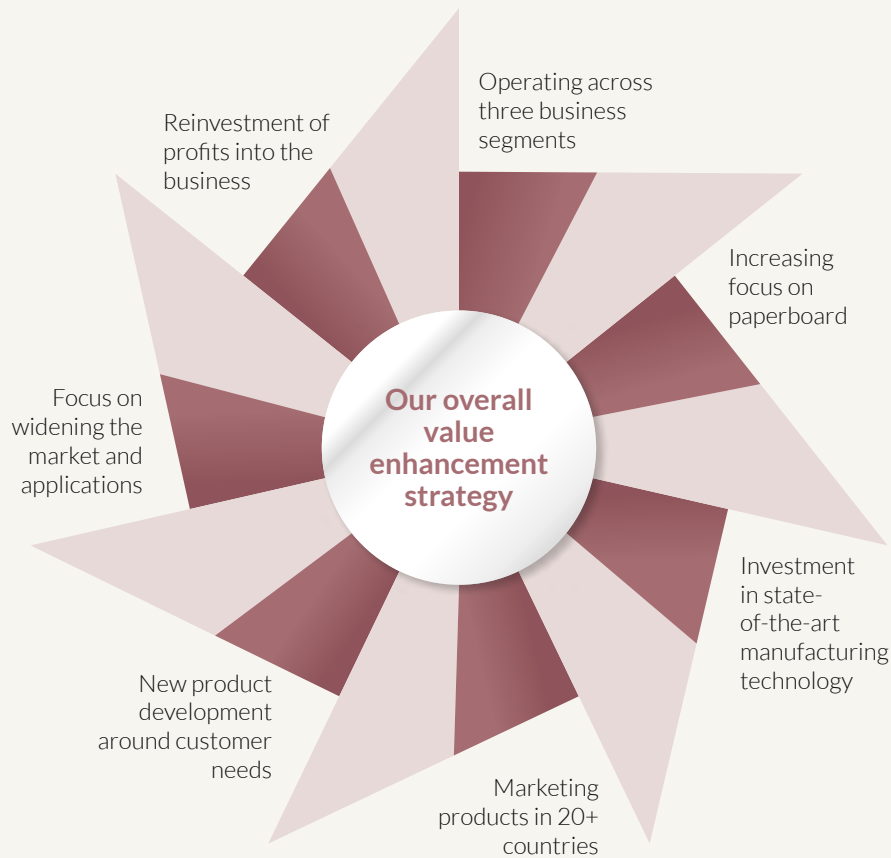 Operating across
three business
segments
Increasing
focus on
paperboard
Investment
in state-
of-the-art
manufacturing
technology
Marketing
products in 20+
countries
New product
development
around customer
needs
Focus on
widening the
market and
applications
Reinvestment of
profits into the
business
Our overall
value
enhancement
strategy